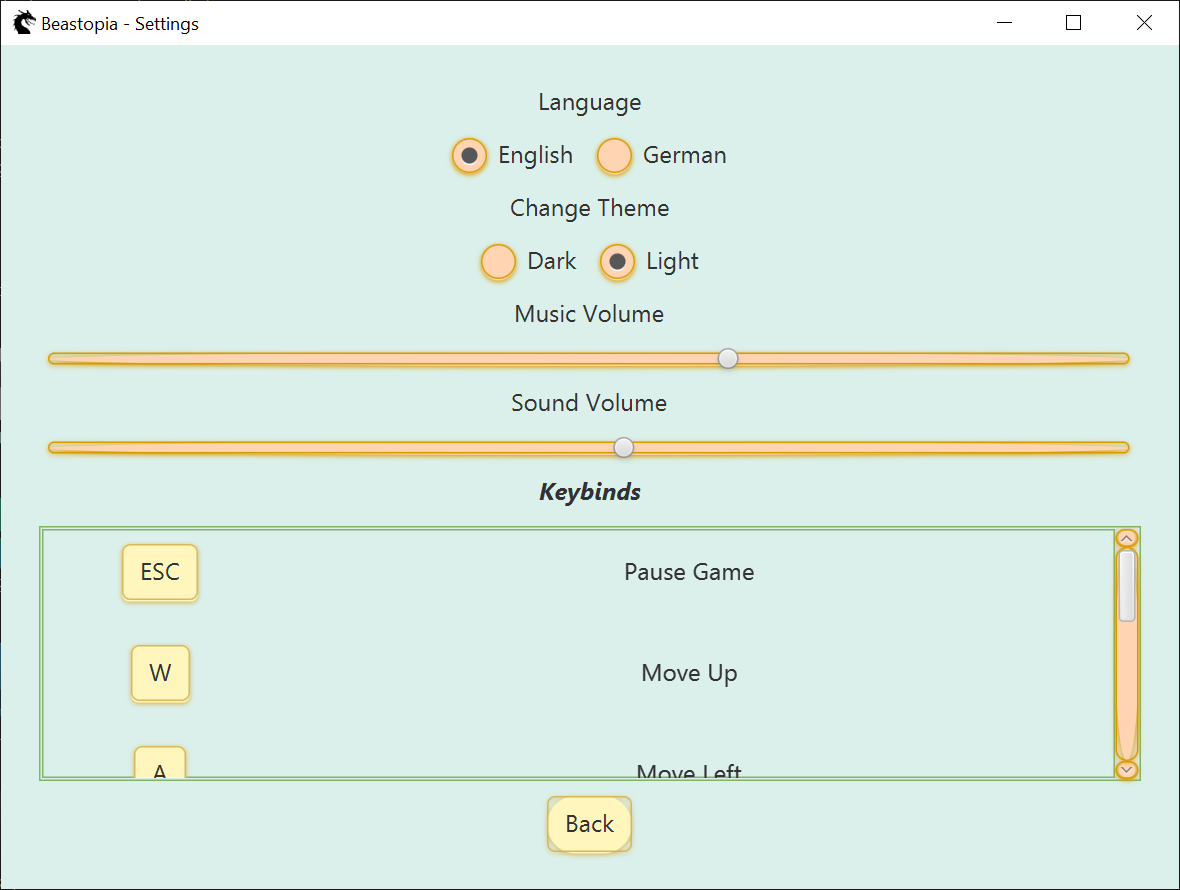 Beastopia - Settings
Language
English German
Change Theme
Dark Light
Music Volume
Sound Volume
Keybinds
ESC Pause Game
W Move Up
A Move Left
Back